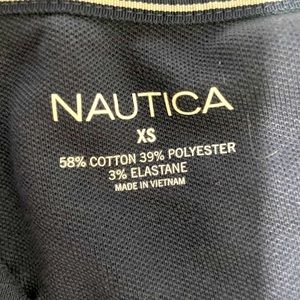 NAUTICA
XS
58% COTTON 39% POLYESTER
3% ELASTANE
MADE IN VIETNAM